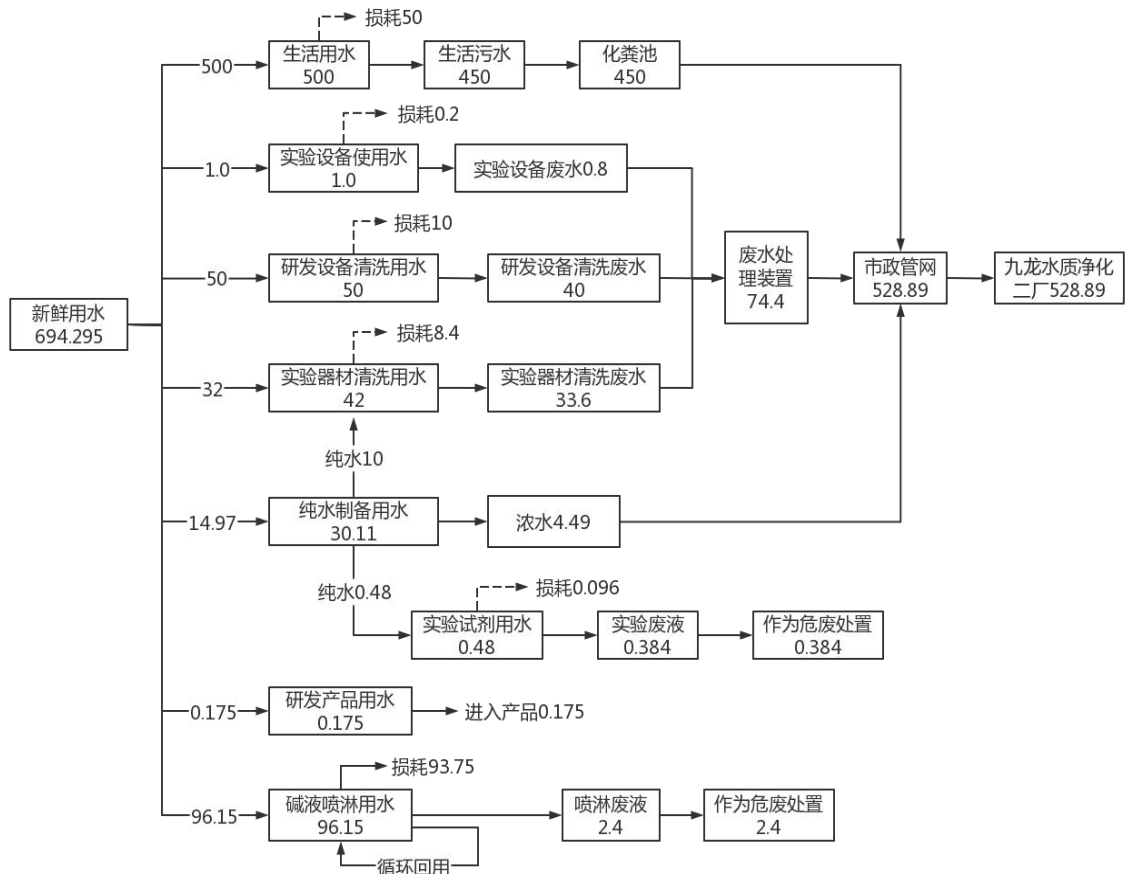 损耗50
500
生活用水
500
生活污水
450
化粪池
450
损耗0.2
1.0
实验设备使用水
1.0
实验设备废水0.8
损耗10
50
研发设备清洗用水
50
研发设备清洗废水
40
废水处
理装置
74.4
市政管网
528.89
九龙水质净化
二厂528.89
新鲜用水
694.295
损耗8.4
32
实验器材清洗用水
42
实验器材清洗废水
33.6
纯水10
14.97
纯水制备用水
30.11
浓水4.49
纯水0.48
损耗0.096
实验试剂用水
0.48
实验废液
0.384
作为危废处置
0.384
0.175
研发产品用水
0.175
进入产品0.175
损耗93.75
96.15
碱液喷淋用水
96.15
喷淋废液
2.4
作为危废处置
2.4
循环回用